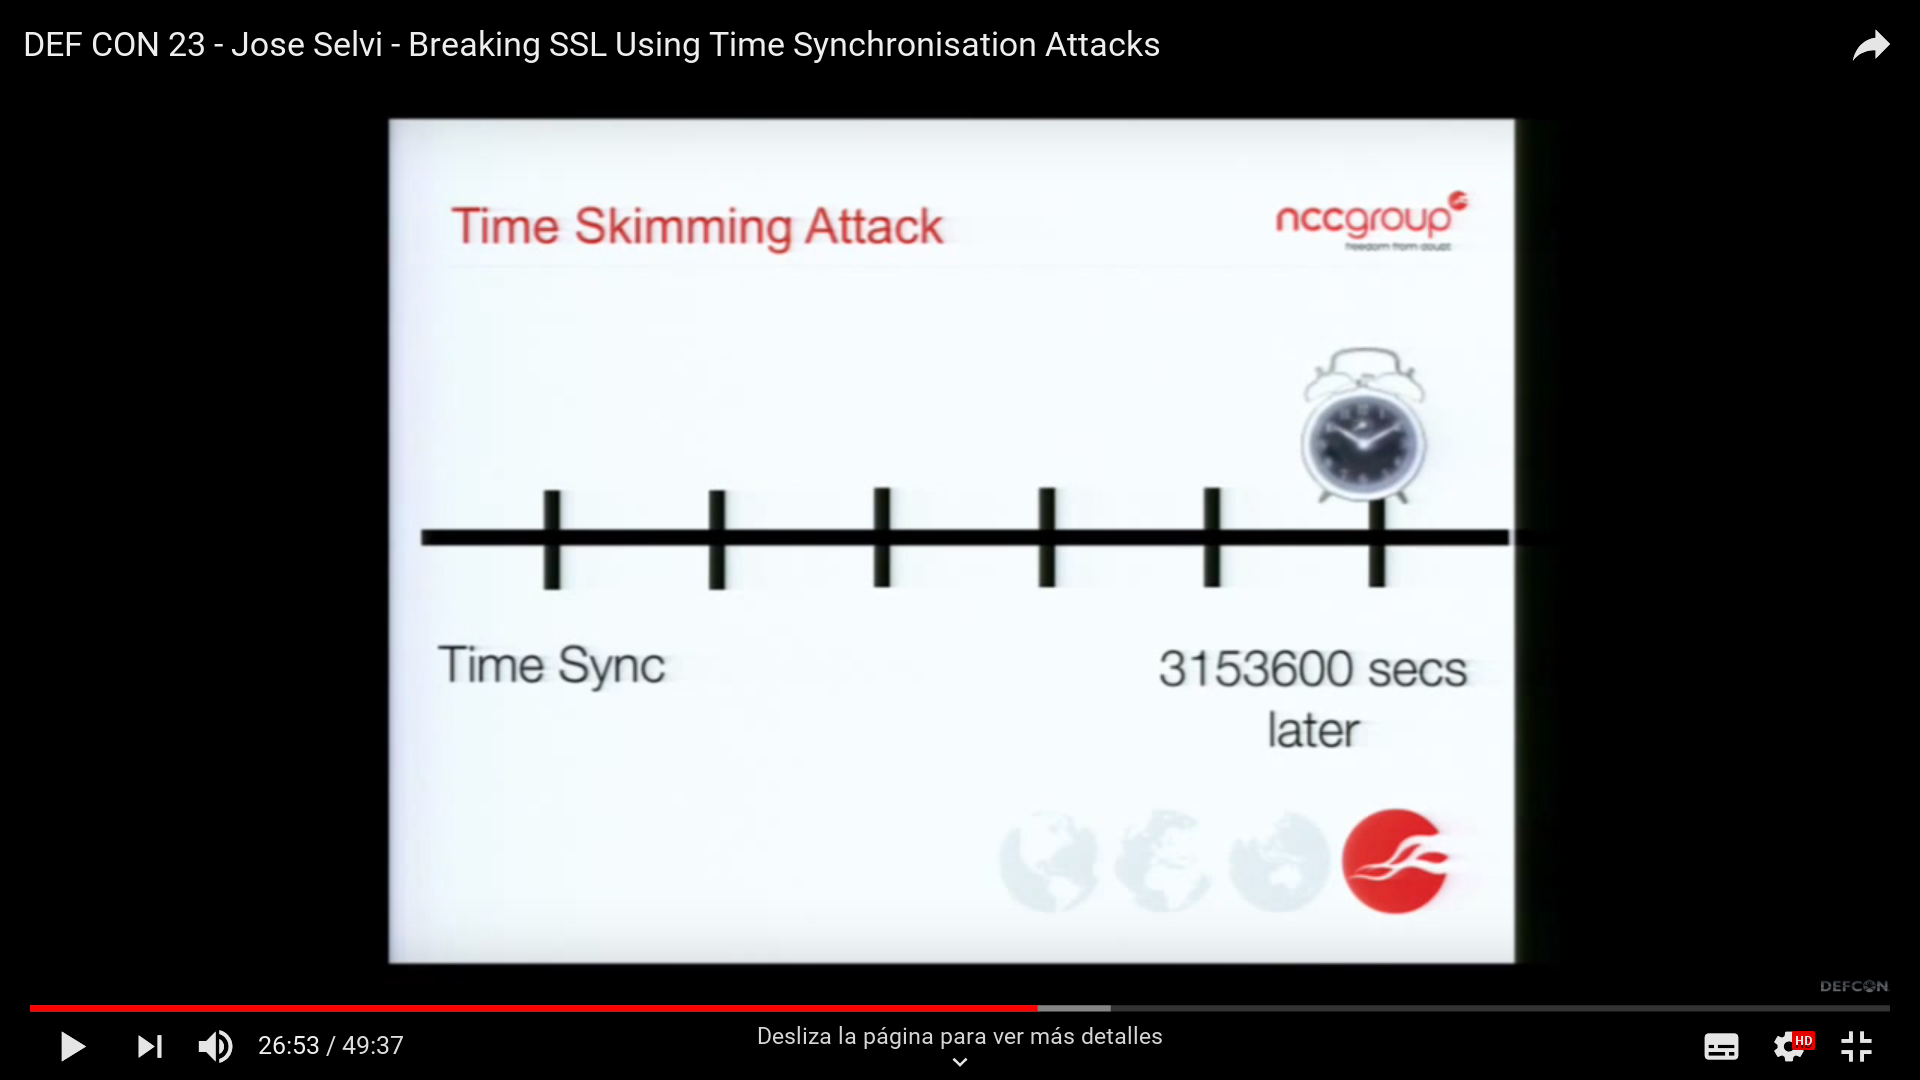 DEF CON 23 - Jose Selvi - Breaking SSL Using Time Synchronisation Attacks
Time Skimming Attack
nccgroup
freedom from doubt
Time Sync
3153600 secs
later
DEFCON
26:53 / 49:37
Desliza la página para ver más detalles
HD